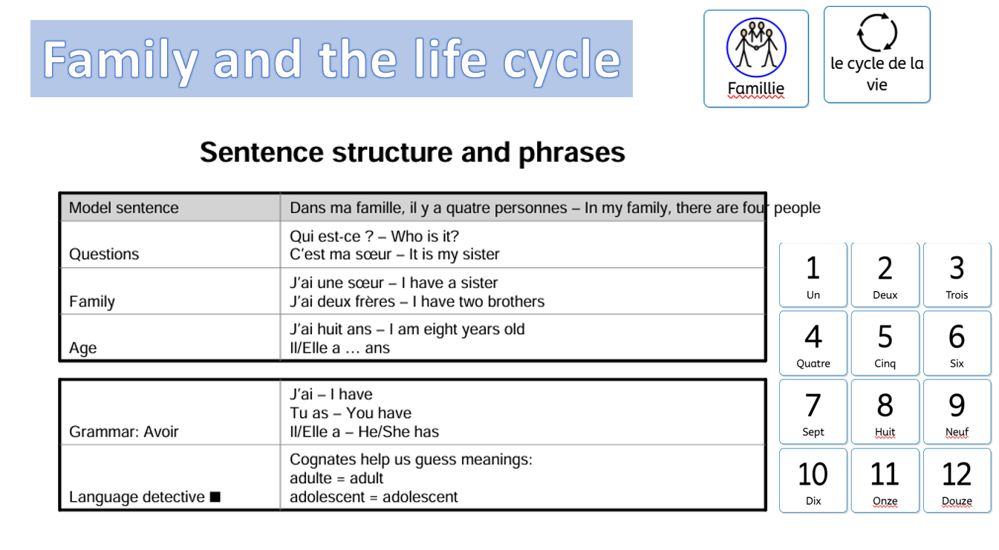 Family and the life cycle
Famillie
le cycle de la
vie
Sentence structure and phrases
Model sentence
Dans ma famille, il y a quatre personnes – In my family, there are four people
Questions
Qui est-ce ? – Who is it?
C'est ma sœur – It is my sister
Family
J'ai une sœur – I have a sister
J'ai deux frères – I have two brothers
Age
J'ai huit ans – I am eight years old
Il/Elle a … ans
Grammar: Avoir
J'ai – I have
Tu as – You have
Il/Elle a – He/She has
Language detective ■
Cognates help us guess meanings:
adulte = adult
adolescent = adolescent
1
Un
2
Deux
3
Trois
4
Quatre
5
Cinq
6
Six
7
Sept
8
Huit
9
Neuf
10
Dix
11
Onze
12
Douze